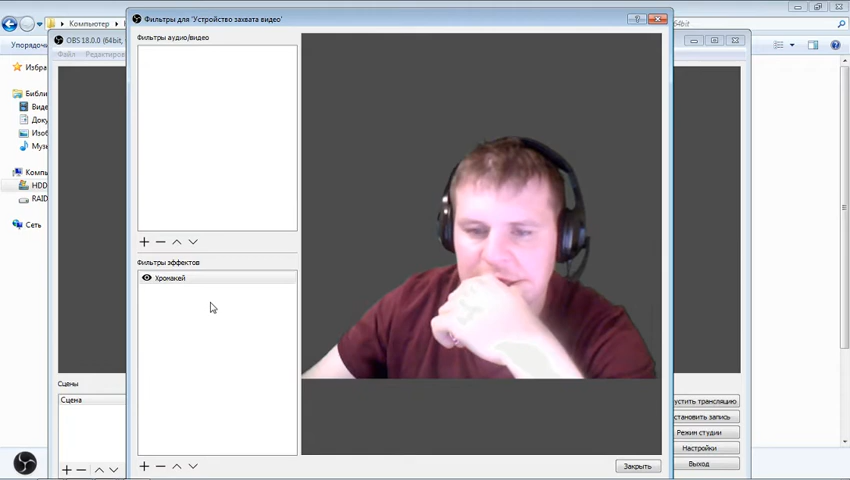 Фильтры для 'Устройство захвата видео'
Компьютер
64bit
Упорядочи
OBS 18.0.0 (64bit,
Файл
Редактиров
Фильтры аудио/видео
Избра
Библи
Виде
Доку
Изоб
Музы
Компь
HDD
RAID
Сеть
Фильтры эффектов
Хромакей
Сцены
Сцена
устить трансляцию
становить запись
Режим студии
Настройки
Выход
Закрыть